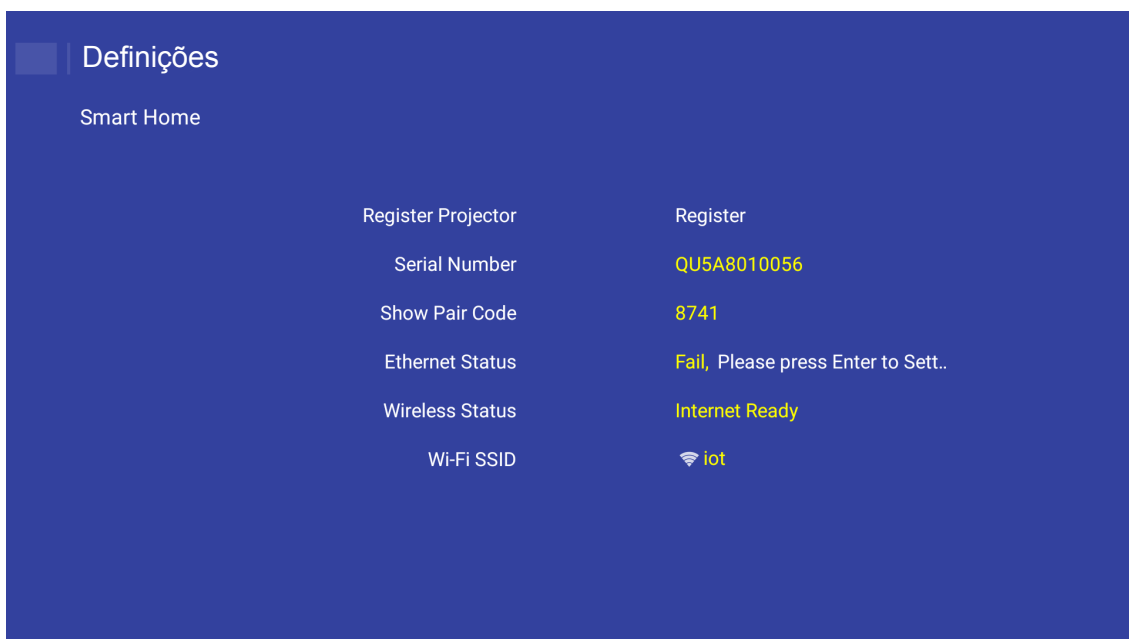 Definições
Smart Home
Register Projector Register
Serial Number QU5A8010056
Show Pair Code 8741
Ethernet Status Fail, Please press Enter to Sett..
Wireless Status Internet Ready
Wi-Fi SSID iot